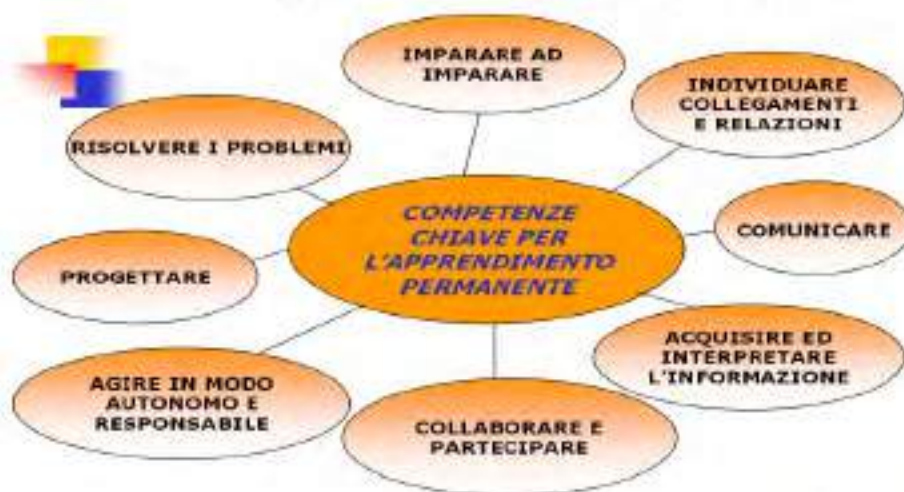 IMPARARE AD
IMPARARE
INDIVIDUARE
COLLEGAMENTI
E RELAZIONI
RISOLVERE I PROBLEMI
COMPETENZE
CHIAVE PER
L'APPRENDIMENTO
PERMANENTE
COMUNICARE
PROGETTARE
ACQUISIRE ED
INTERPRETARE
L'INFORMAZIONE
AGIRE IN MODO
AUTONOMO E
RESPONSABILE
COLLABORARE E
PARTECIPARE